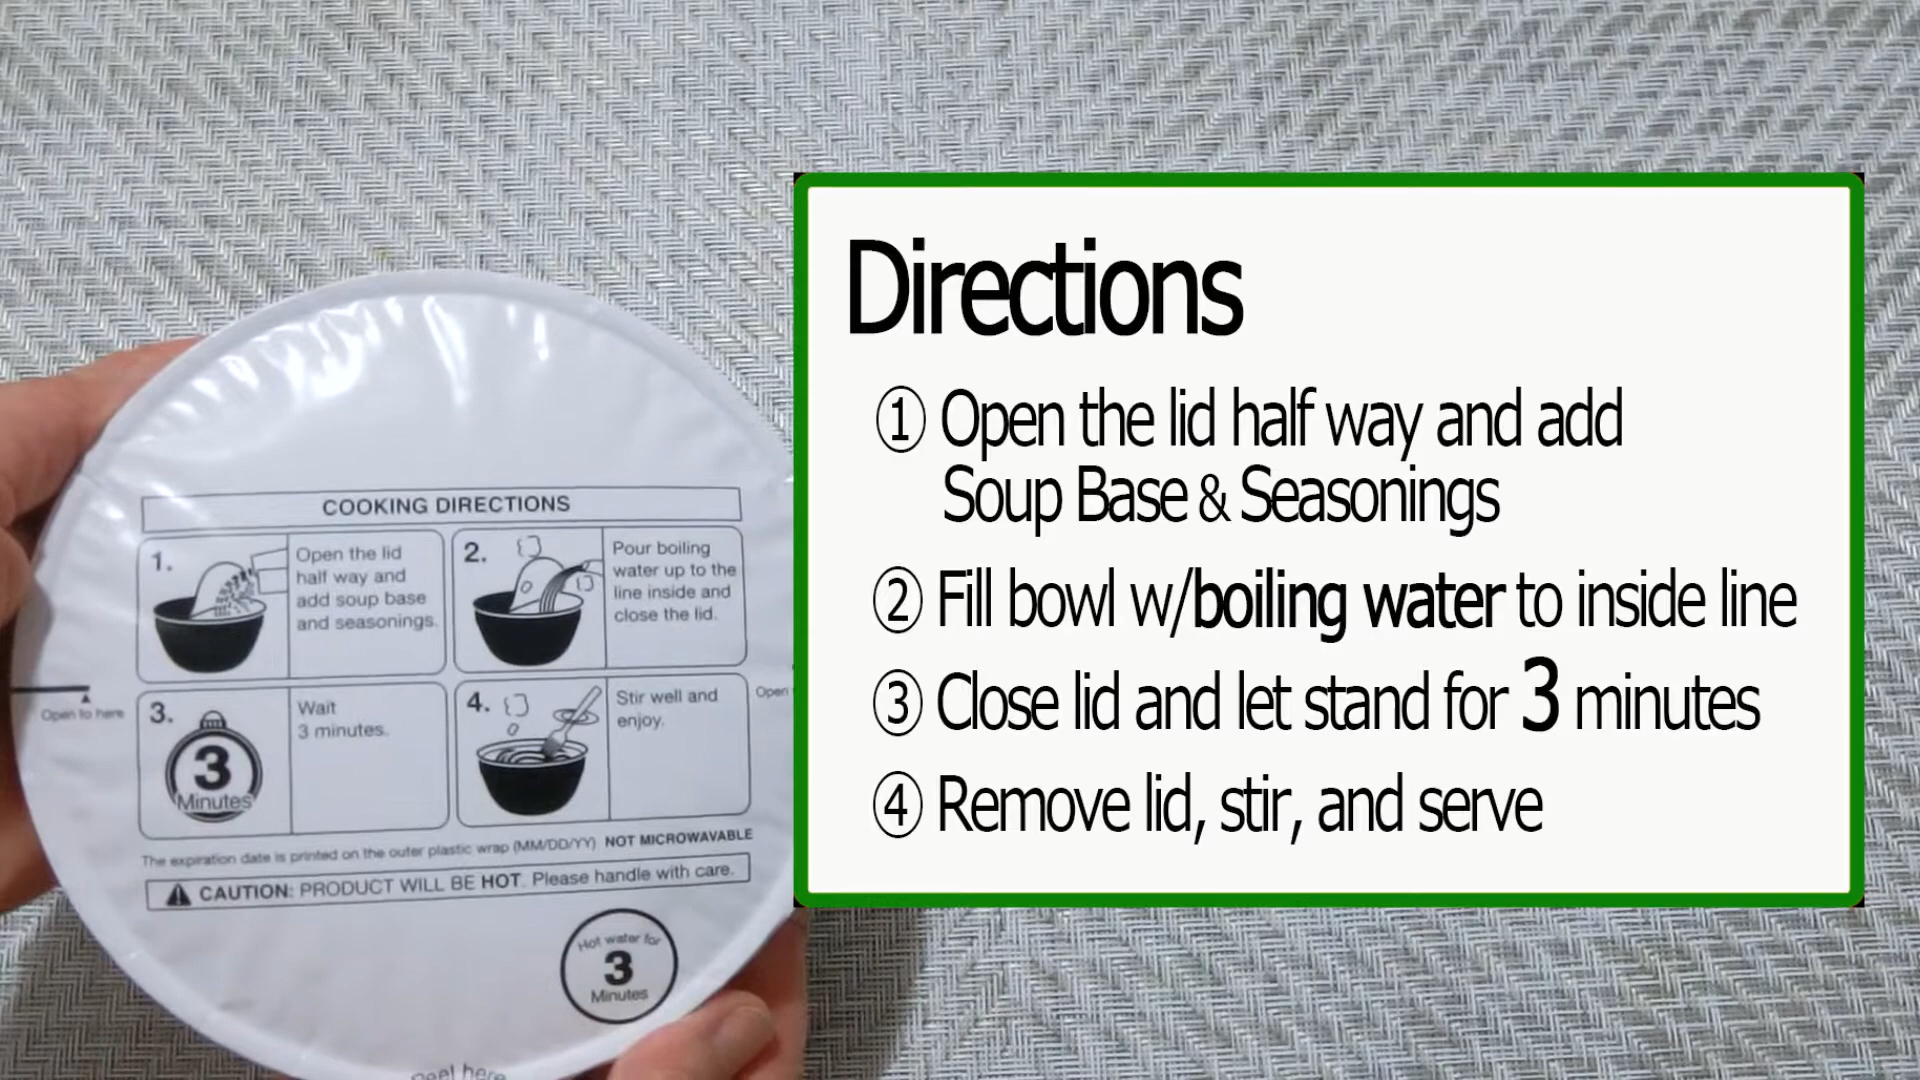 COOKING DIRECTIONS
1.
Open the lid
half way and
add soup base
and seasonings.
2.
Pour boiling
water up to the
line inside and
close the lid.
3.
3
Minutes
Wait
3 minutes.
4.
Stir well and
enjoy.
Open to here
Open
The expiration date is printed on the outer plastic wrap (MM/DD/YY) NOT MICROWAVABLE
CAUTION: PRODUCT WILL BE HOT. Please handle with care.
Hot water for
3
Minutes
peel here
Directions
① Open the lid half way and add
Soup Base & Seasonings
② Fill bowl w/boiling water to inside line
③ Close lid and let stand for 3 minutes
④ Remove lid, stir, and serve